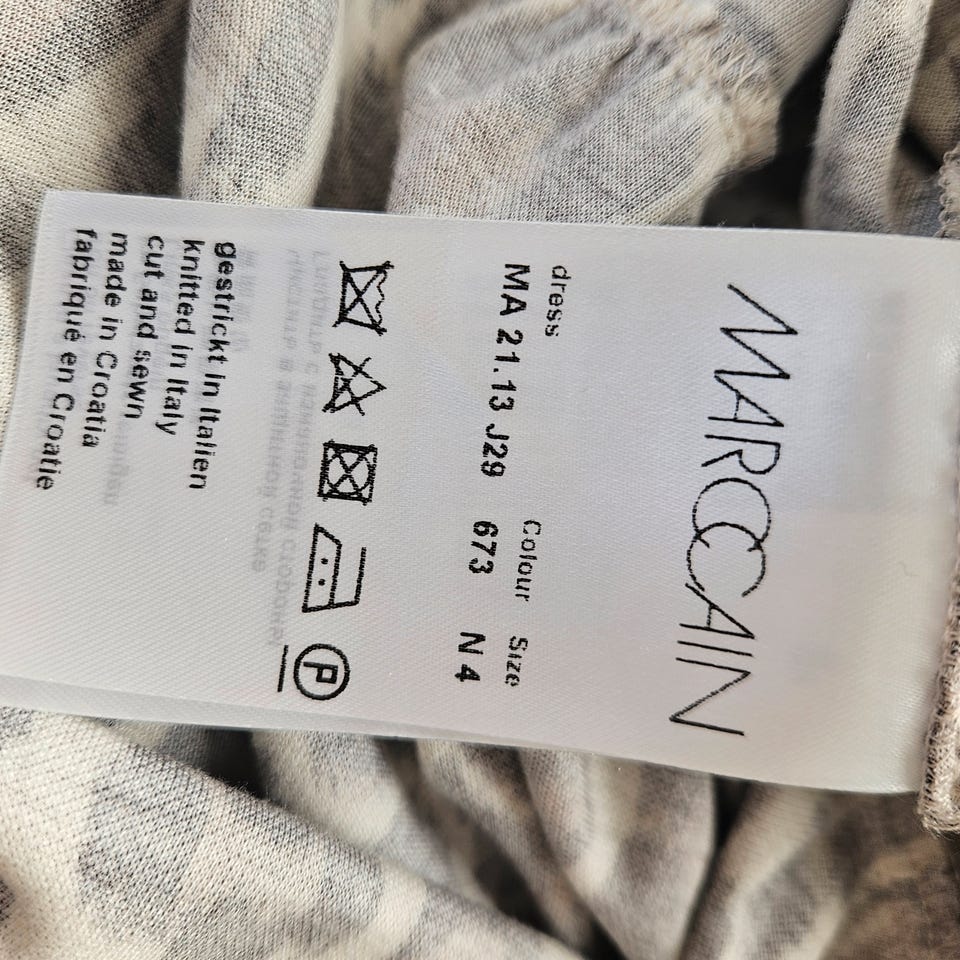 MARCCAIN
dress Colour Size
MA 21.13 J29 673 N 4
P
gestrickt in Italien
knitted in Italy
cut and sewn
made in Croatia
fabriqué en Croatie